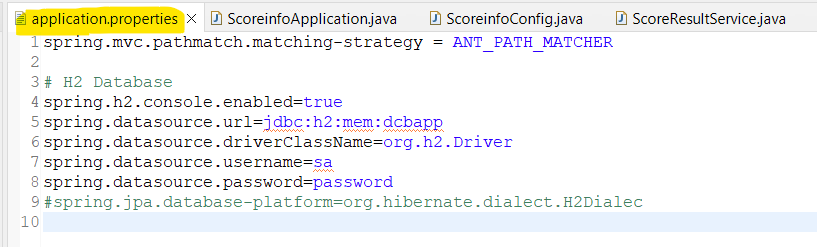 application.properties ScoreinfoApplication.java ScoreinfoConfig.java ScoreResultService.java
1 spring.mvc.pathmatch.matching-strategy = ANT_PATH_MATCHER
2
3 # H2 Database
4 spring.h2.console.enabled=true
5 spring.datasource.url=jdbc:h2:mem:dcbapp
6 spring.datasource.driverClassName=org.h2.Driver
7 spring.datasource.username=sa
8 spring.datasource.password=password
9 #spring.jpa.database-platform=org.hibernate.dialect.H2Dialec
10